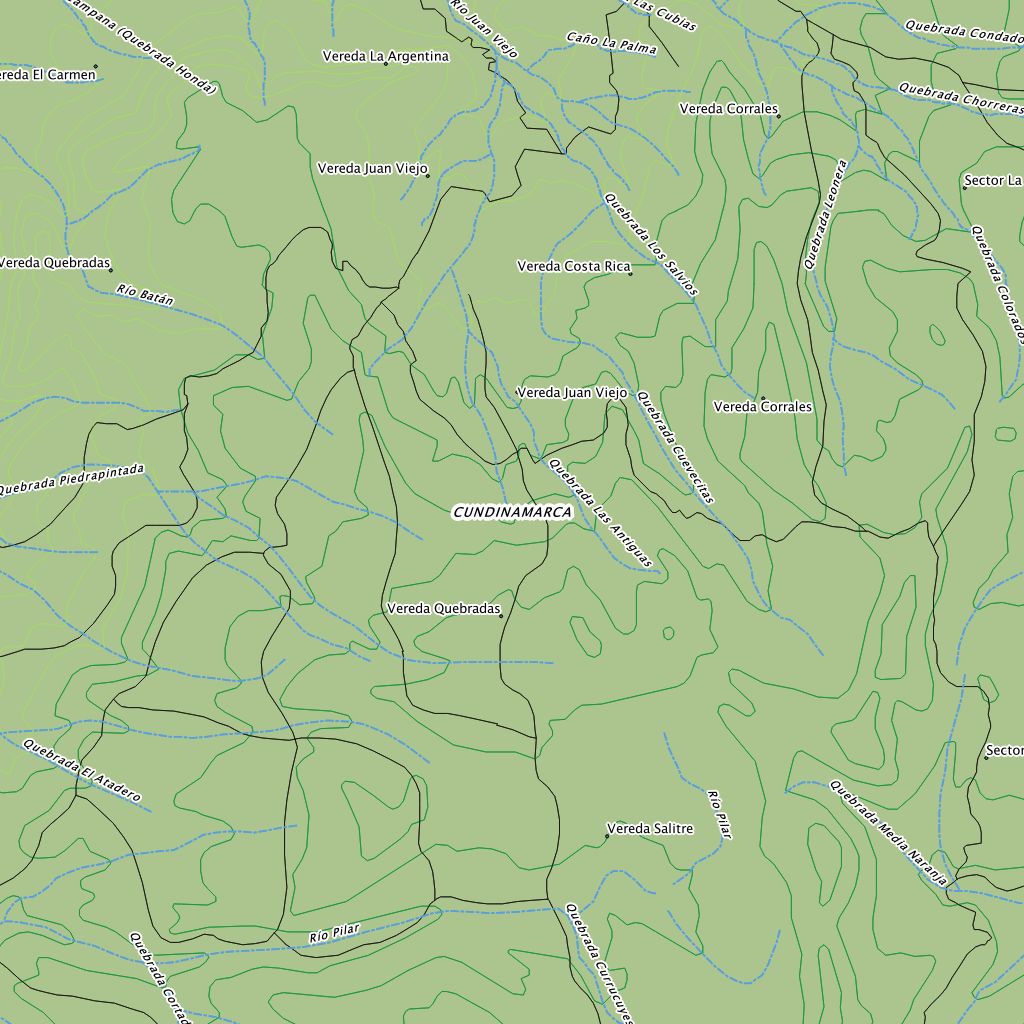 Campana (Quebrada Honda)
Río Juan Viejo
Las Cubias
Caño La Palma
Quebrada Condado
Vereda La Argentina
Vereda El Carmen
Quebrada Chorreras
Vereda Corrales
Vereda Juan Viejo
Sector La
Quebrada Leonera
Quebrada Los Salvios
Quebrada Colorados
Vereda Quebradas
Vereda Costa Rica
Río Batán
Vereda Juan Viejo
Vereda Corrales
Quebrada Cuevecitas
Quebrada Piedrapintada
Quebrada Las Antiguas
CUNDINAMARCA
Vereda Quebradas
Quebrada El Atadero
Sector
Río Pilar
Quebrada Media Naranja
Vereda Salitre
Río Pilar
Quebrada Currucuyes
Quebrada Cortad